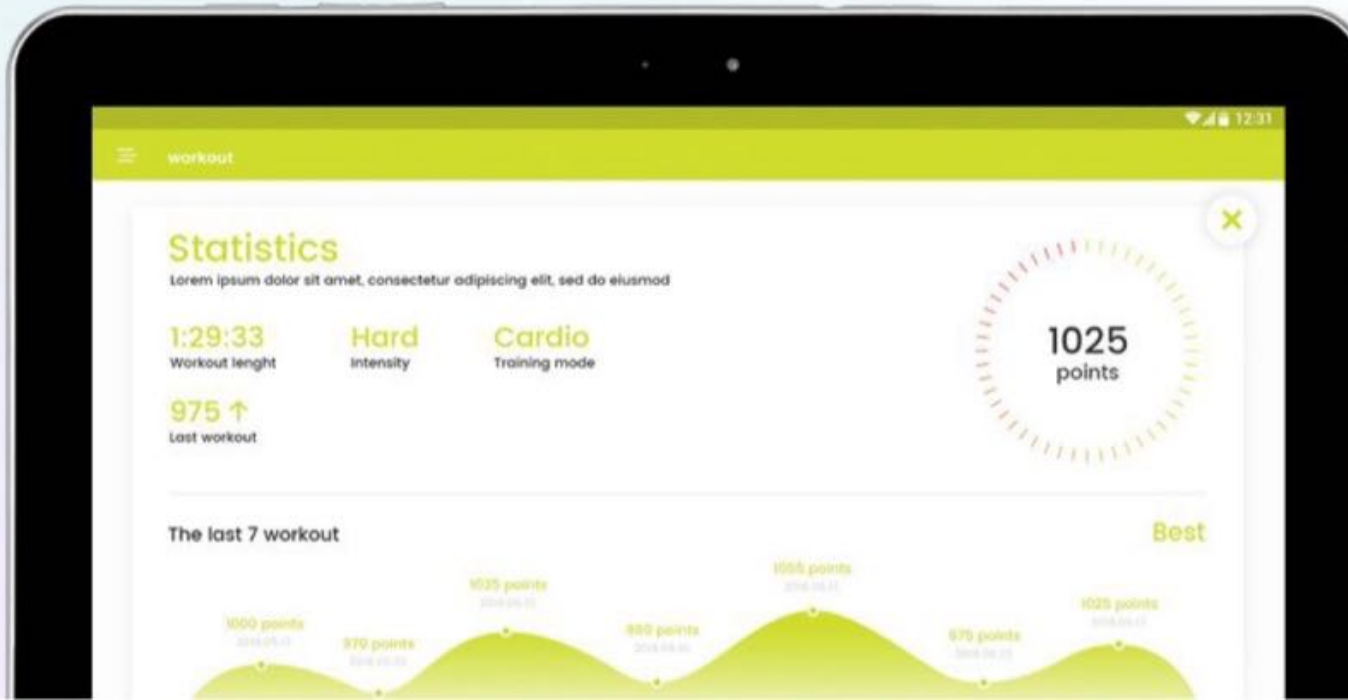 12:31
workout
Statistics
Lorem ipsum dolor sit amet, consectetur adipiscing elit, sed do eiusmod
1:29:33 Hard Cardio
Workout lenght Intensity Training mode
975 ↑
Last workout
1025
points
The last 7 workout Best
1000 points
970 points
1035 points
980 points
1055 points
975 points
1025 points